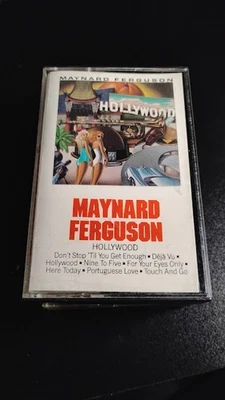 MAYNARD FERGUSON
HOLLYWOOD
MAYNARD
FERGUSON
HOLLYWOOD
Don't Stop 'Til You Get Enough • Déjà Vu •
Hollywood • Nine To Five • For Your Eyes Only •
Here Today • Portuguese Love • Touch And Go